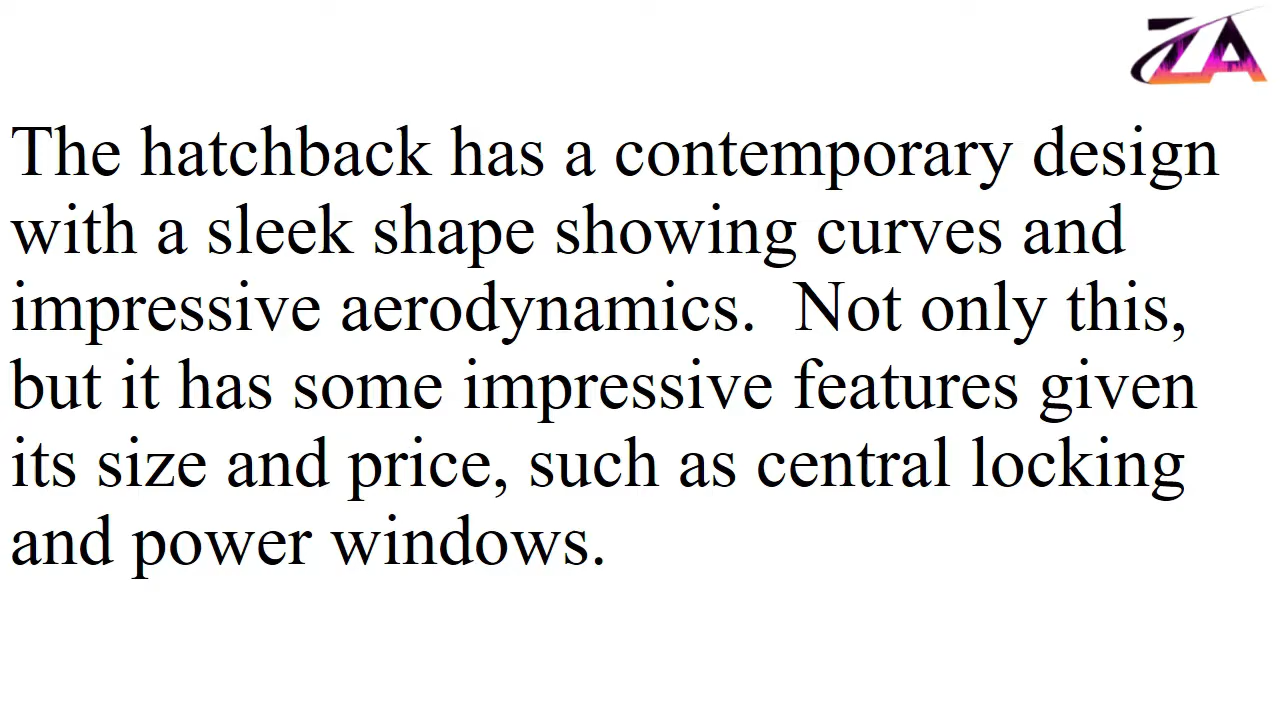 ZA
The hatchback has a contemporary design
with a sleek shape showing curves and
impressive aerodynamics.  Not only this,
but it has some impressive features given
its size and price, such as central locking
and power windows.